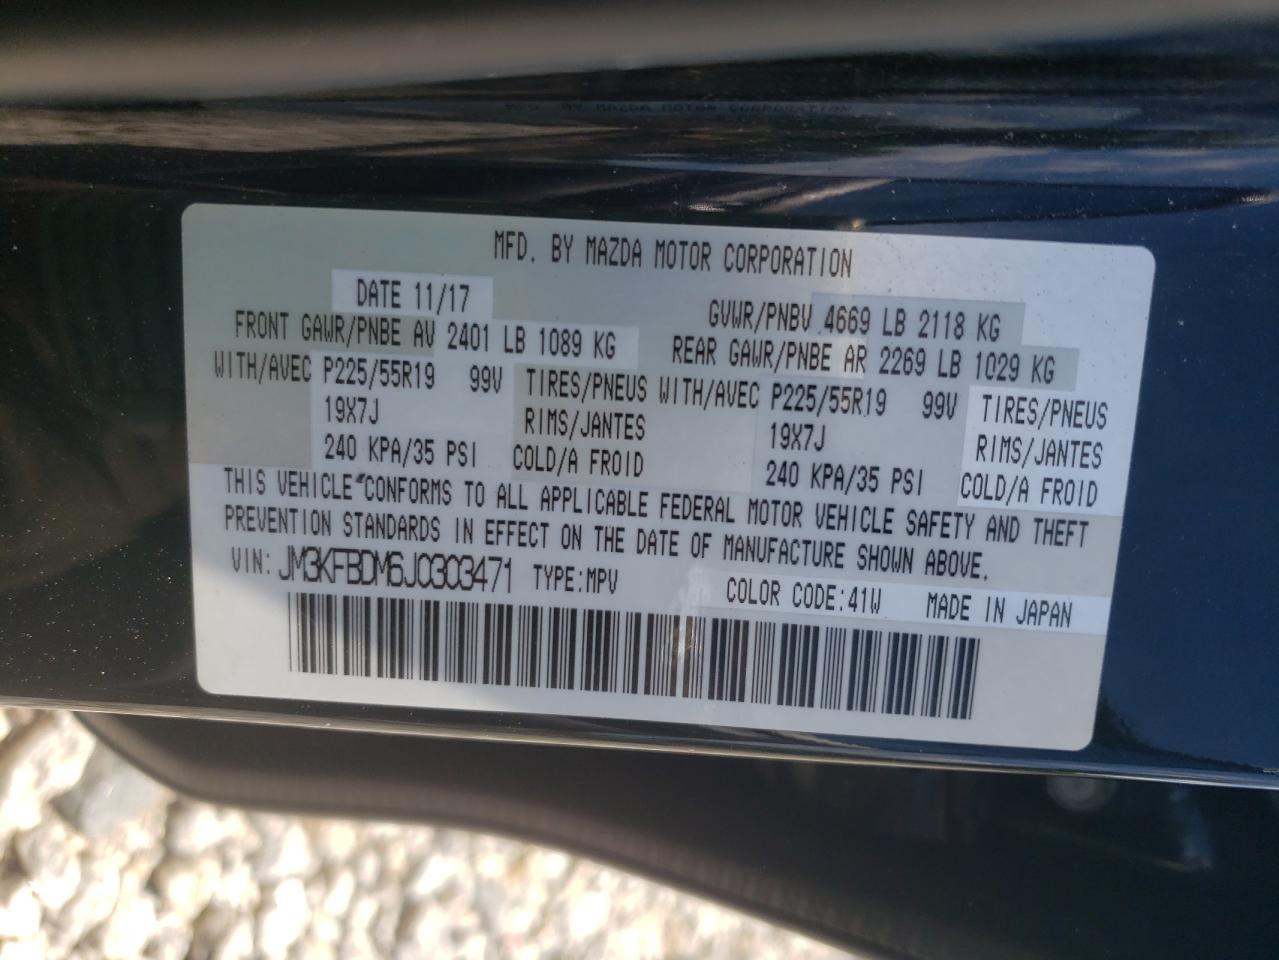 MFD. BY MAZDA MOTOR CORPORATION
DATE 11/17 GVWR/PNBV 4669 LB 2118 KG
FRONT GAWR/PNBE AV 2401 LB 1089 KG REAR GAWR/PNBE AR 2269 LB 1029 KG
WITH/AVEC P225/55R19 99V TIRES/PNEUS WITH/AVEC P225/55R19 99V TIRES/PNEUS
19X7J RIMS/JANTES 19X7J RIMS/JANTES
240 KPA/35 PSI COLD/A FROID 240 KPA/35 PSI COLD/A FROID
THIS VEHICLE CONFORMS TO ALL APPLICABLE FEDERAL MOTOR VEHICLE SAFETY AND THEFT
PREVENTION STANDARDS IN EFFECT ON THE DATE OF MANUFACTURE SHOWN ABOVE.
VIN: JM3KFBDM6J0303471 TYPE:MPV COLOR CODE:41W MADE IN JAPAN